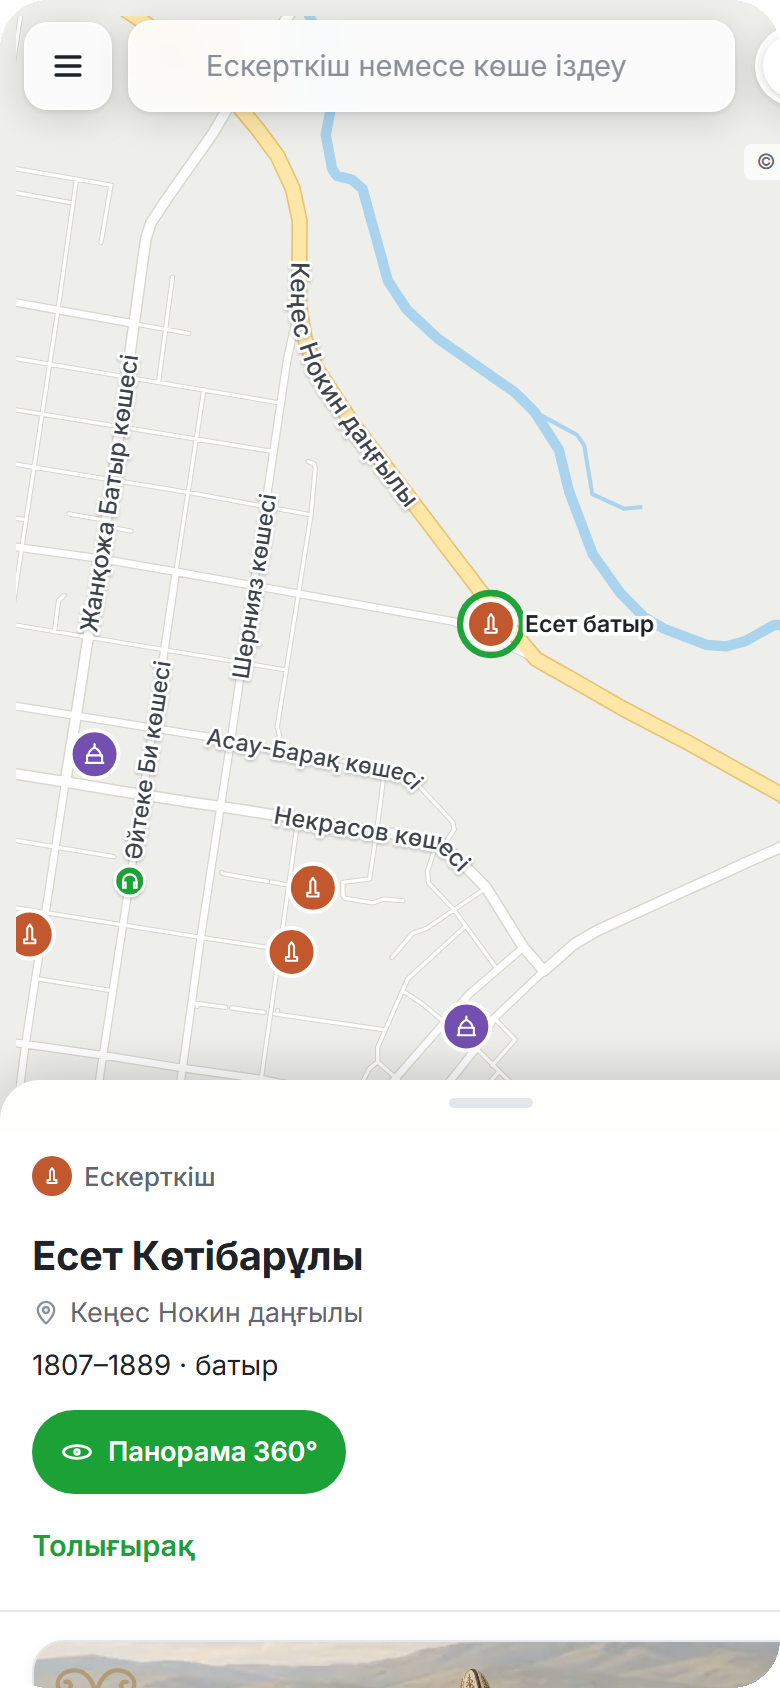 Ескерткіш немесе көше іздеу
©
Кеңес Нокин даңғылы
Жанқожа Батыр көшесі
Шернияз көшесі
Есет батыр
Әйтеке Би көшесі
Асау-Барақ көшесі
Некрасов көшесі
Ескерткіш
Есет Көтібарұлы
Кеңес Нокин даңғылы
1807–1889 · батыр
Панорама 360°
Толығырақ